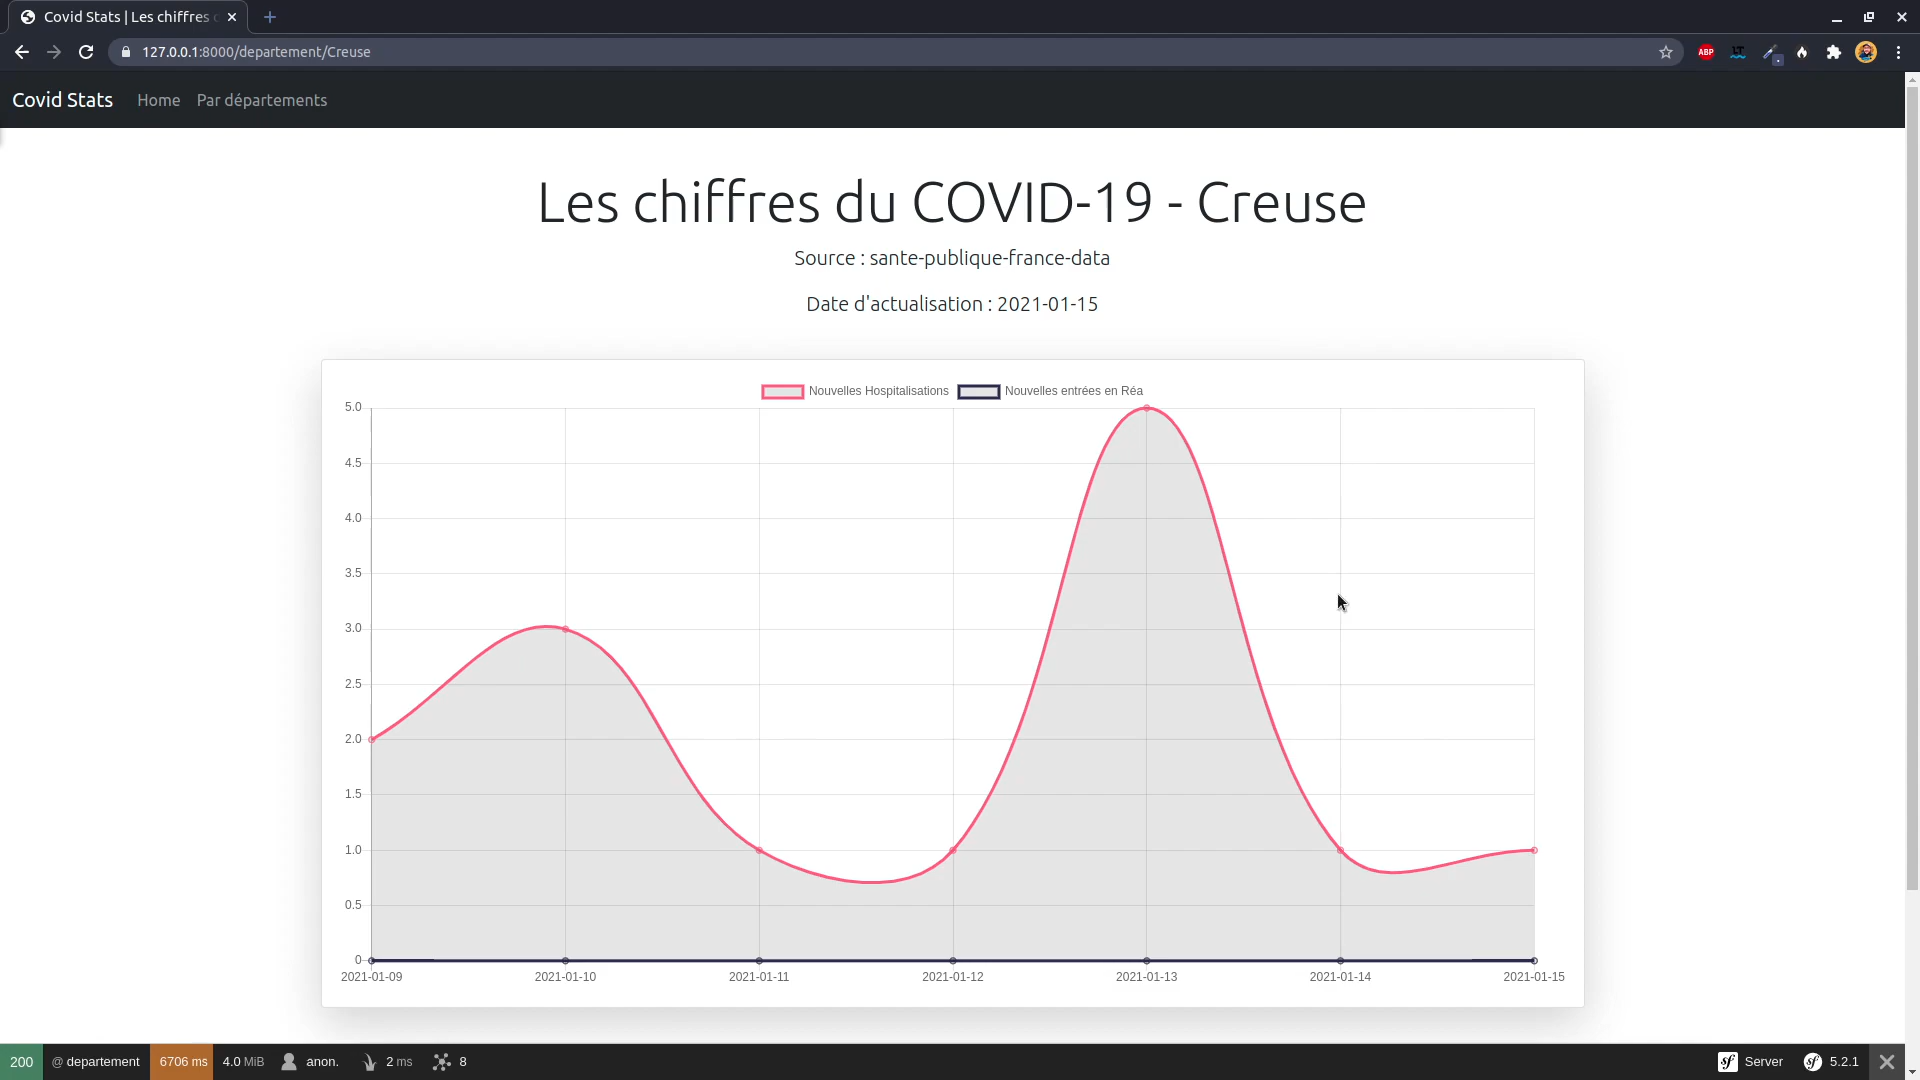 Covid Stats | Les chiffres
127.0.0.1:8000/departement/Creuse
ABP
LT
Covid Stats Home Par départements
Les chiffres du COVID-19 - Creuse
Source : sante-publique-france-data
Date d'actualisation : 2021-01-15
Nouvelles Hospitalisations Nouvelles entrées en Réa
5.0
4.5
4.0
3.5
3.0
2.5
2.0
1.5
1.0
0.5
0
2021-01-09 2021-01-10 2021-01-11 2021-01-12 2021-01-13 2021-01-14 2021-01-15
200 @ departement 6706 ms 4.0 MiB anon. 2 ms 8 sf Server sf 5.2.1